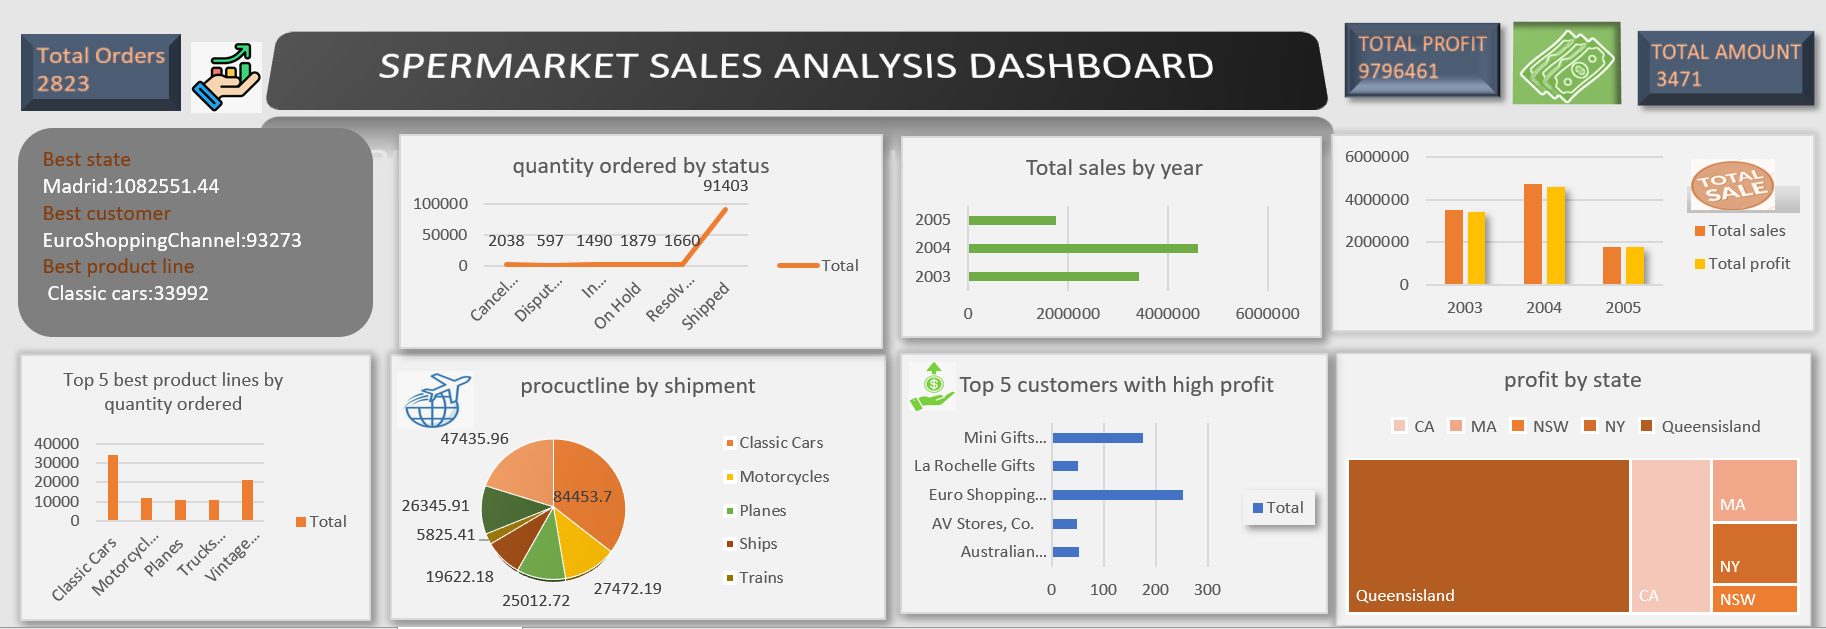 Total Orders
2823
SPERMARKET SALES ANALYSIS DASHBOARD
TOTAL PROFIT
9796461
TOTAL AMOUNT
3471
Best state
Madrid:1082551.44
Best customer
EuroShoppingChannel:93273
Best product line
Classic cars:33992
quantity ordered by status
91403
100000
50000
0
2038 597 1490 1879 1660
Cancel... Disput... In... On Hold Resolv... Shipped
Total
Total sales by year
2005
2004
2003
0 2000000 4000000 6000000
6000000
4000000
2000000
0
2003 2004 2005
TOTAL
SALE
Total sales
Total profit
Top 5 best product lines by
quantity ordered
40000
30000
20000
10000
0
Classic Cars Motorcycl... Planes Trucks... Vintage...
Total
procuctline by shipment
47435.96
84453.7
26345.91
5825.41
19622.18
25012.72
27472.19
Classic Cars
Motorcycles
Planes
Ships
Trains
Top 5 customers with high profit
Mini Gifts...
La Rochelle Gifts
Euro Shopping...
AV Stores, Co.
Australian...
0 100 200 300
Total
profit by state
CA MA NSW NY Queensisland
Queensisland
CA
MA
NY
NSW